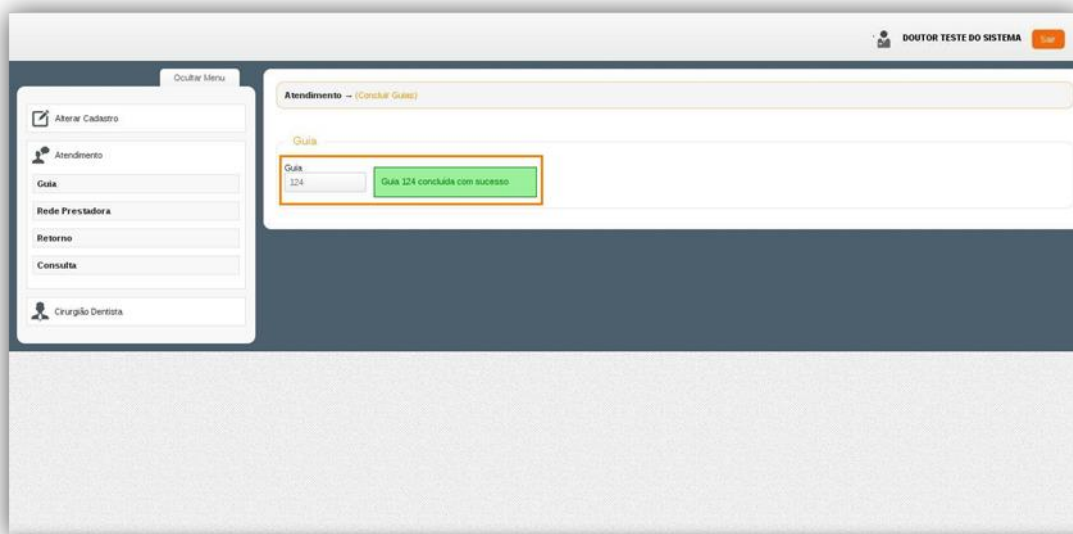 DOUTOR TESTE DO SISTEMA
Sair
Ocultar Menu
Alterar Cadastro
Atendimento
Guia
Rede Prestadora
Retorno
Consulta
Cirurgião Dentista
Atendimento → (Concluir Guias)
Guia
Guia
124
Guia 124 concluída com sucesso